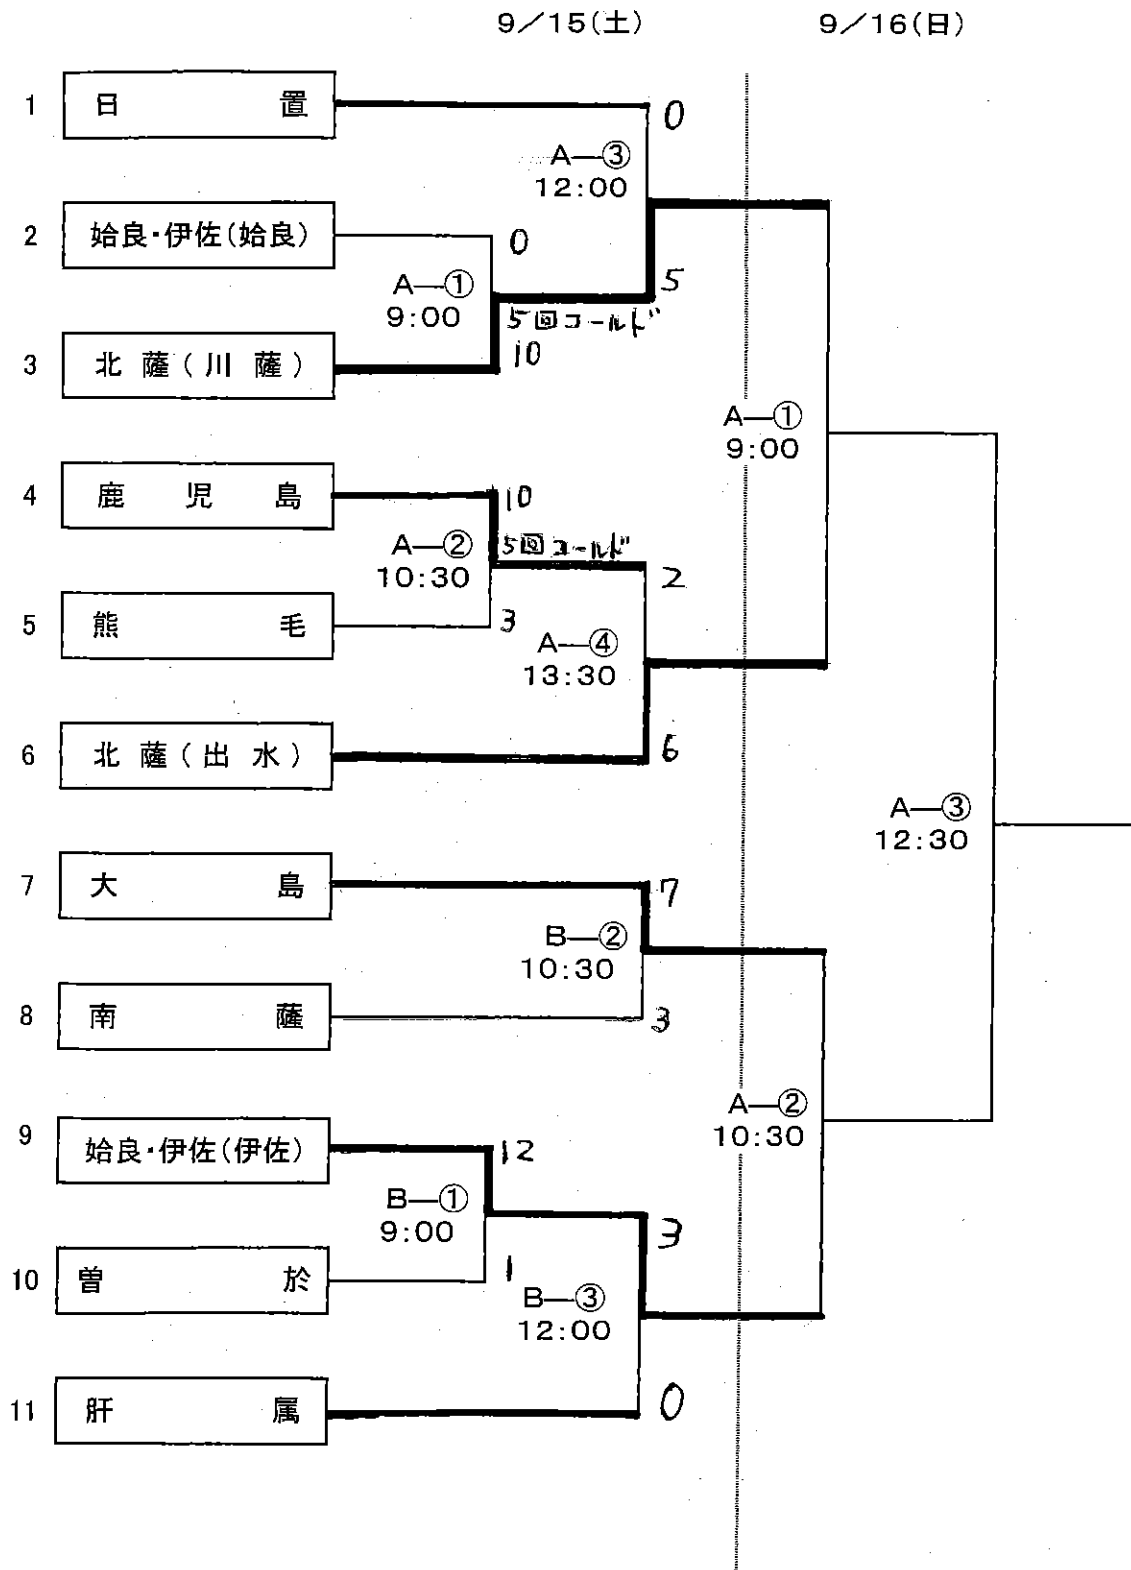 9／15(土) 9／16(日)
1 日置 0
A―③
12:00
2 姶良・伊佐(姶良) 0
A―①
9:00
5
5回コールド
3 北薩(川薩) 10
A―①
9:00
4 鹿児島 10
A―②
10:30
5回コールド
2
5 熊毛 3
A―④
13:30
6 北薩(出水) 6
A―③
12:30
7 大島 7
B―②
10:30
8 南薩 3
A―②
10:30
9 姶良・伊佐(伊佐) 12
B―①
9:00
3
10 曽於 1
B―③
12:00
11 肝属 0